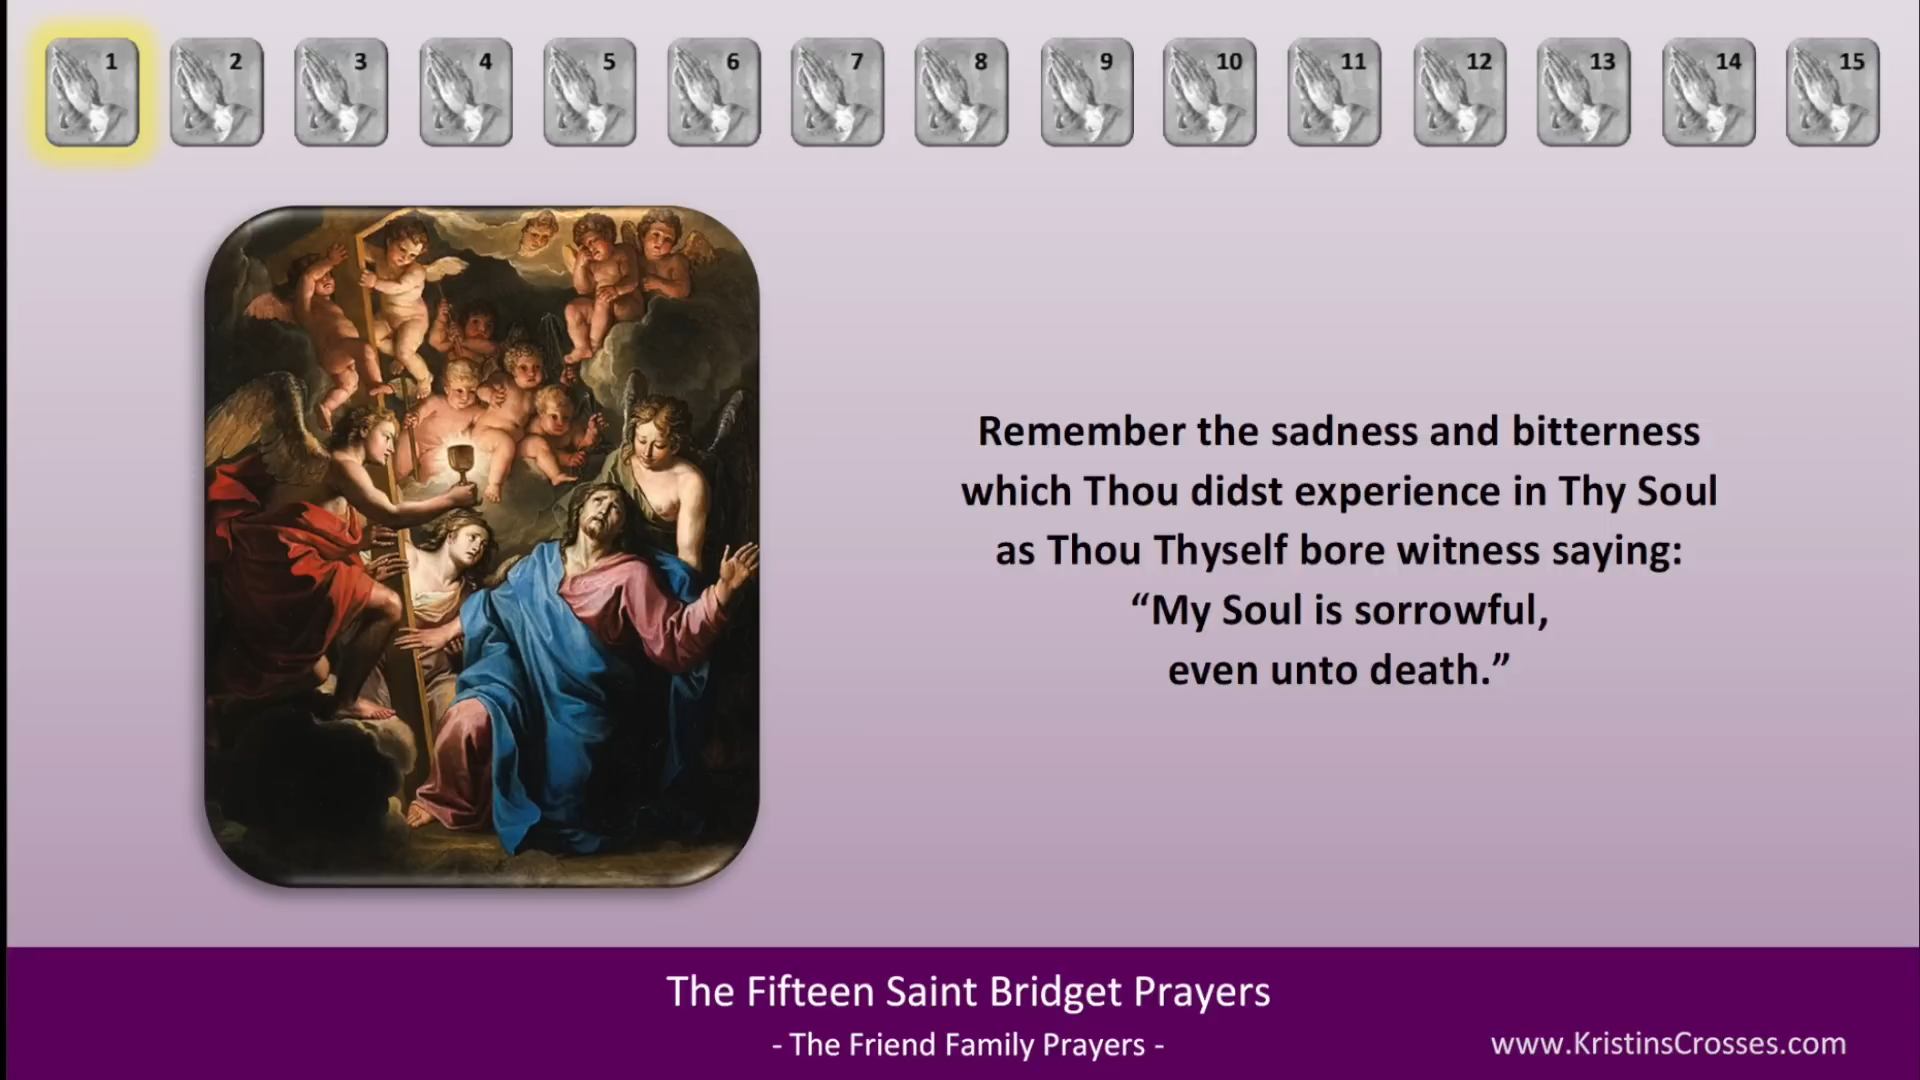 1 2 3 4 5 6 7 8 9 10 11 12 13 14 15
Remember the sadness and bitterness
which Thou didst experience in Thy Soul
as Thou Thyself bore witness saying:
“My Soul is sorrowful,
even unto death.”
The Fifteen Saint Bridget Prayers
- The Friend Family Prayers -
www.KristinsCrosses.com